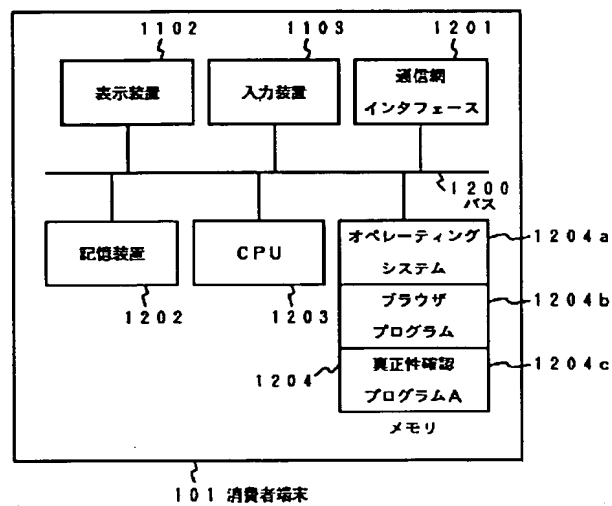 1102
1103
1201
表示装置
入力装置
通信網
インタフェース
1200
バス
記憶装置
CPU
オペレーティング
システム
1204a
ブラウザ
プログラム
1204b
真正性確認
プログラムA
1204c
1202
1203
1204
メモリ
101 消費者端末